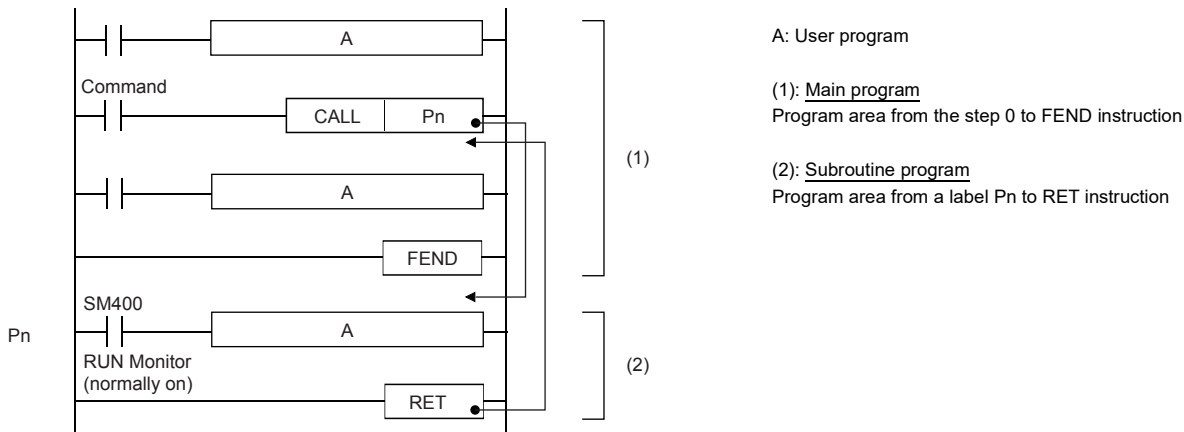 A
Command
CALL Pn
(1)
A
FEND
SM400
Pn
A
RUN Monitor
(normally on)
(2)
RET
A: User program
(1): Main program
Program area from the step 0 to FEND instruction
(2): Subroutine program
Program area from a label Pn to RET instruction